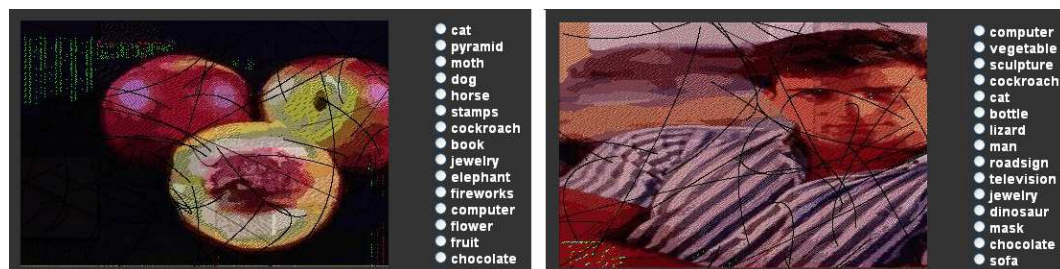 cat
pyramid
moth
dog
horse
stamps
cockroach
book
jewelry
elephant
fireworks
computer
flower
fruit
chocolate
computer
vegetable
sculpture
cockroach
cat
bottle
lizard
man
roadsign
television
jewelry
dinosaur
mask
chocolate
sofa